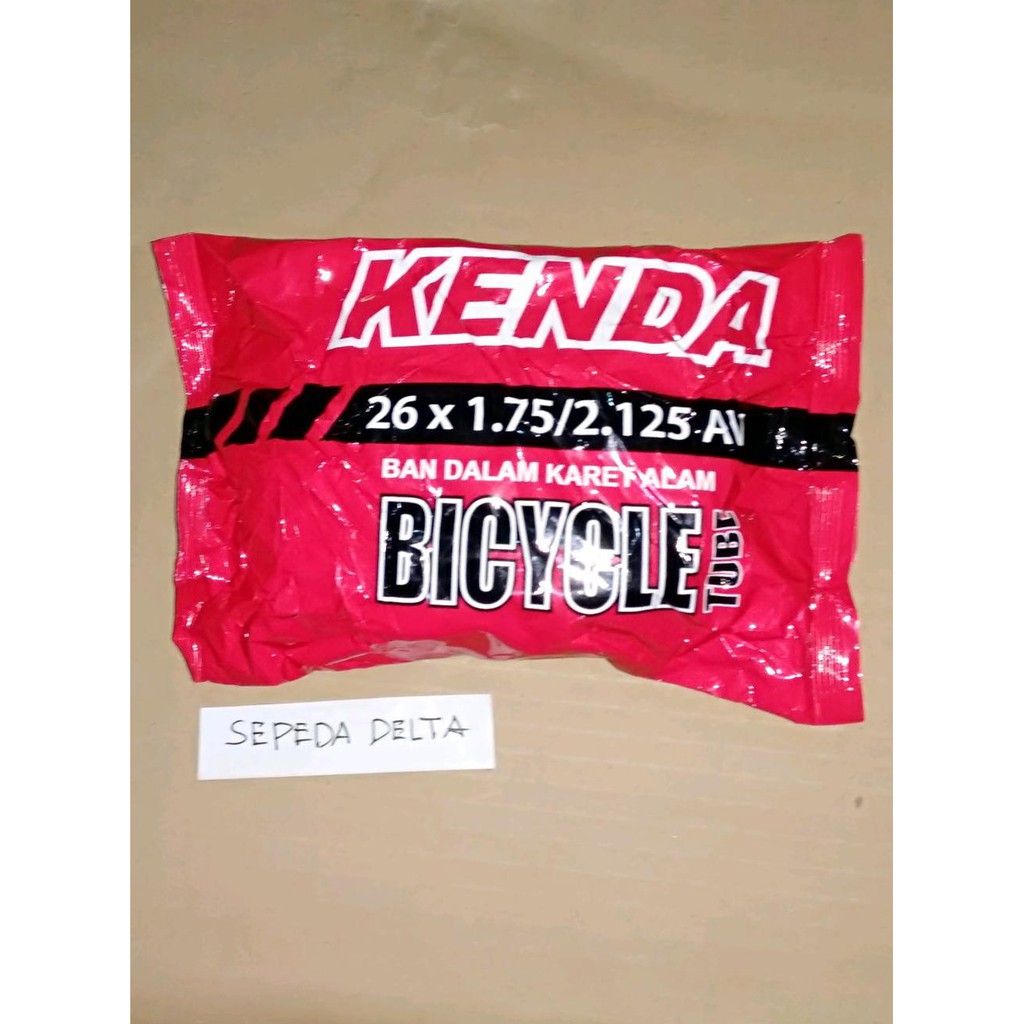 KENDA
26 x 1.75/2.125 AV
BAN DALAM KARET ALAM
BICYCLE TUBE
SEPEDA DELTA